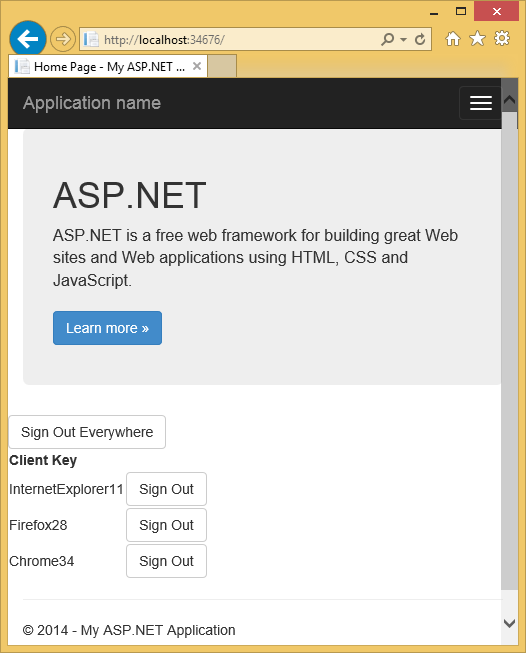 http://localhost:34676/
Home Page - My ASP.NET ...
Application name
ASP.NET
ASP.NET is a free web framework for building great Web
sites and Web applications using HTML, CSS and
JavaScript.
Learn more »
Sign Out Everywhere
Client Key
InternetExplorer11 Sign Out
Firefox28 Sign Out
Chrome34 Sign Out
© 2014 - My ASP.NET Application